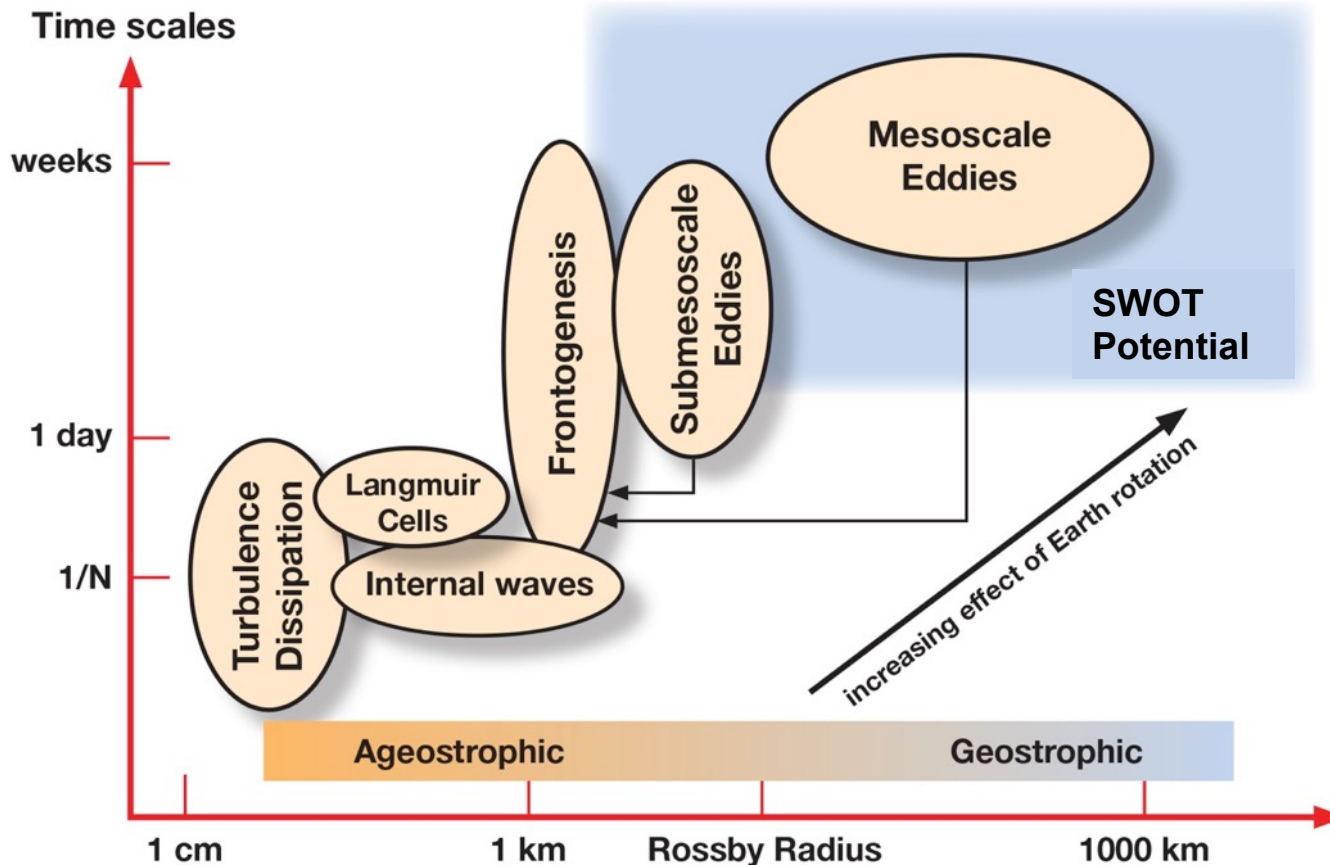 Time scales
weeks
1 day
1/N
Mesoscale
Eddies
SWOT
Potential
Submesoscale
Eddies
Frontogenesis
Langmuir
Cells
Turbulence
Dissipation
Internal waves
increasing effect of Earth rotation
Ageostrophic
Geostrophic
1 cm
1 km
Rossby Radius
1000 km